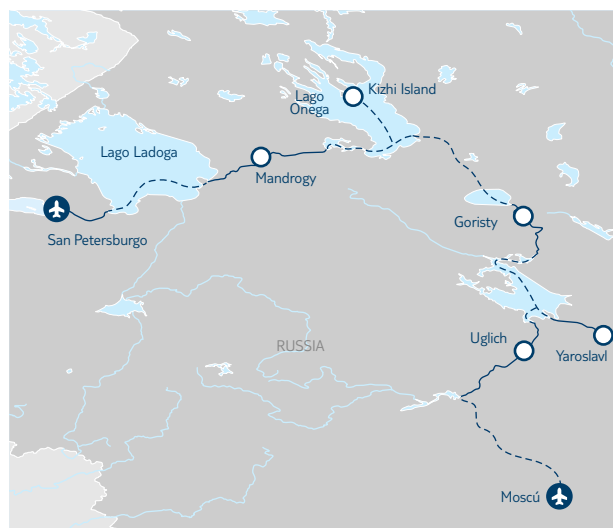 Lago
Onega
Kizhi Island
Lago Ladoga
Mandrogy
San Petersburgo
Goristy
RUSSIA
Uglich
Yaroslavl
Moscú